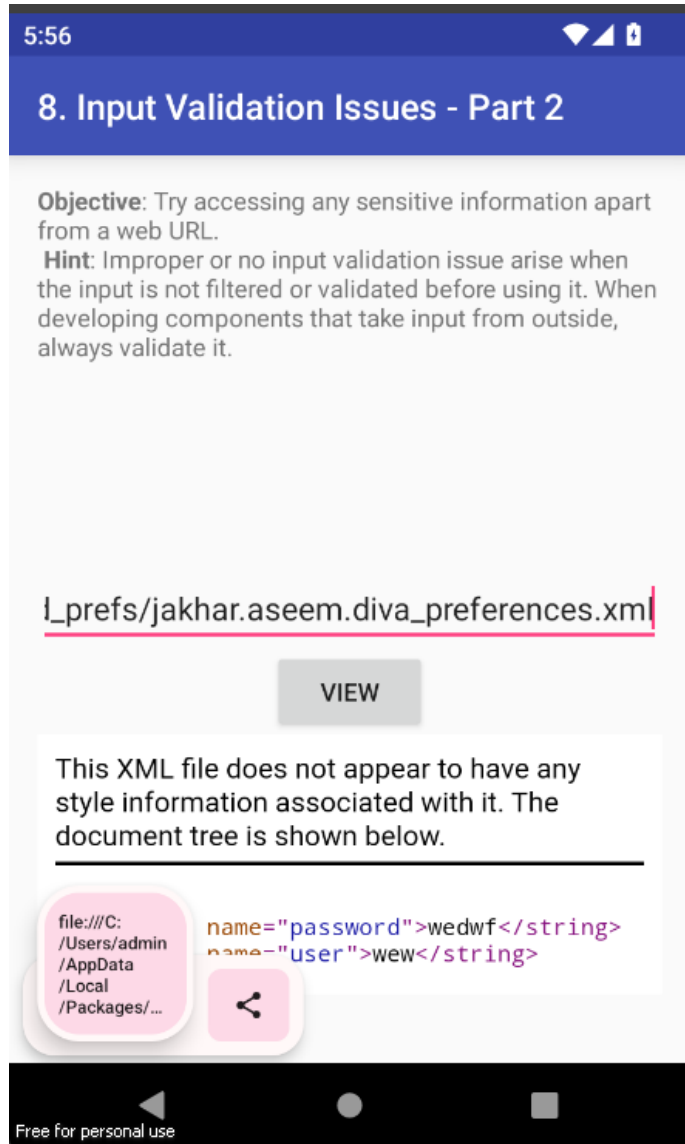 5:56
8. Input Validation Issues - Part 2
Objective: Try accessing any sensitive information apart
from a web URL.
Hint: Improper or no input validation issue arise when
the input is not filtered or validated before using it. When
developing components that take input from outside,
always validate it.
d_prefs/jakhar.aseem.diva_preferences.xml
VIEW
This XML file does not appear to have any
style information associated with it. The
document tree is shown below.
name="password">wedwf</string>
name="user">wew</string>
file:///C:
/Users/admin
/AppData
/Local
/Packages/…
Free for personal use